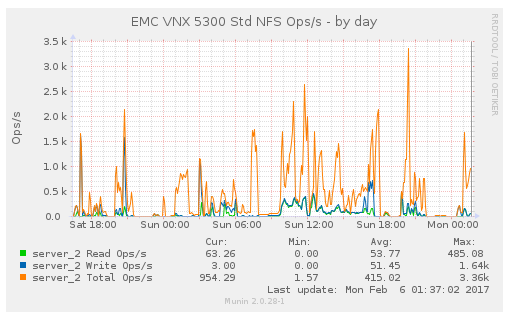 EMC VNX 5300 Std NFS Ops/s - by day
RRDTOOL / TOBI OETIKER
Ops/s
3.5 k
3.0 k
2.5 k
2.0 k
1.5 k
1.0 k
0.5 k
0.0
Sat 18:00 Sun 00:00 Sun 06:00 Sun 12:00 Sun 18:00 Mon 00:00
Cur: Min: Avg: Max:
server_2 Read Ops/s 63.26 0.00 53.77 485.08
server_2 Write Ops/s 3.00 0.00 51.45 1.64k
server_2 Total Ops/s 954.29 1.57 415.02 3.36k
Last update: Mon Feb 6 01:37:02 2017
Munin 2.0.28-1